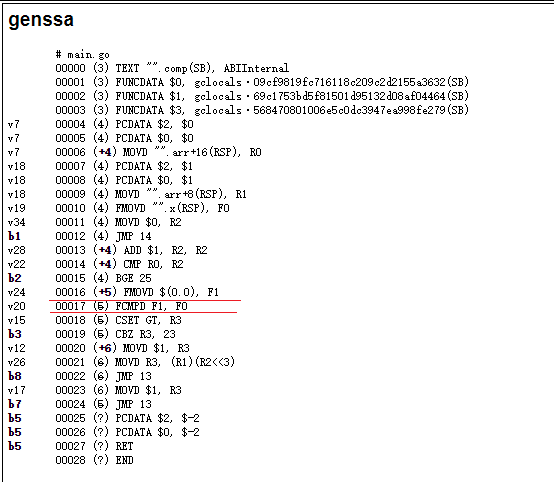 genssa
# main.go
00000 (3) TEXT "".comp(SB), ABIInternal
00001 (3) FUNCDATA $0, gclocals·09cf9819fc716118c209c2d2155a3632(SB)
00002 (3) FUNCDATA $1, gclocals·69c1753bd5f81501d95132d08af04464(SB)
00003 (3) FUNCDATA $3, gclocals·568470801006e5c0dc3947ea998fe279(SB)
v7 00004 (4) PCDATA $2, $0
v7 00005 (4) PCDATA $0, $0
v7 00006 (+4) MOVD "".arr+16(RSP), R0
v18 00007 (4) PCDATA $2, $1
v18 00008 (4) PCDATA $0, $1
v18 00009 (4) MOVD "".arr+8(RSP), R1
v19 00010 (4) FMOVD "".x(RSP), F0
v34 00011 (4) MOVD $0, R2
b1 00012 (4) JMP 14
v28 00013 (+4) ADD $1, R2, R2
v22 00014 (+4) CMP R0, R2
b2 00015 (4) BGE 25
v24 00016 (+5) FMOVD $(0.0), F1
v20 00017 (5) FCMPD F1, F0
v15 00018 (5) CSET GT, R3
b3 00019 (5) CBZ R3, 23
v12 00020 (+6) MOVD $1, R3
v26 00021 (6) MOVD R3, (R1)(R2<<3)
b8 00022 (6) JMP 13
v17 00023 (6) MOVD $1, R3
b7 00024 (5) JMP 13
b5 00025 (?) PCDATA $2, $-2
b5 00026 (?) PCDATA $0, $-2
b5 00027 (?) RET
00028 (?) END